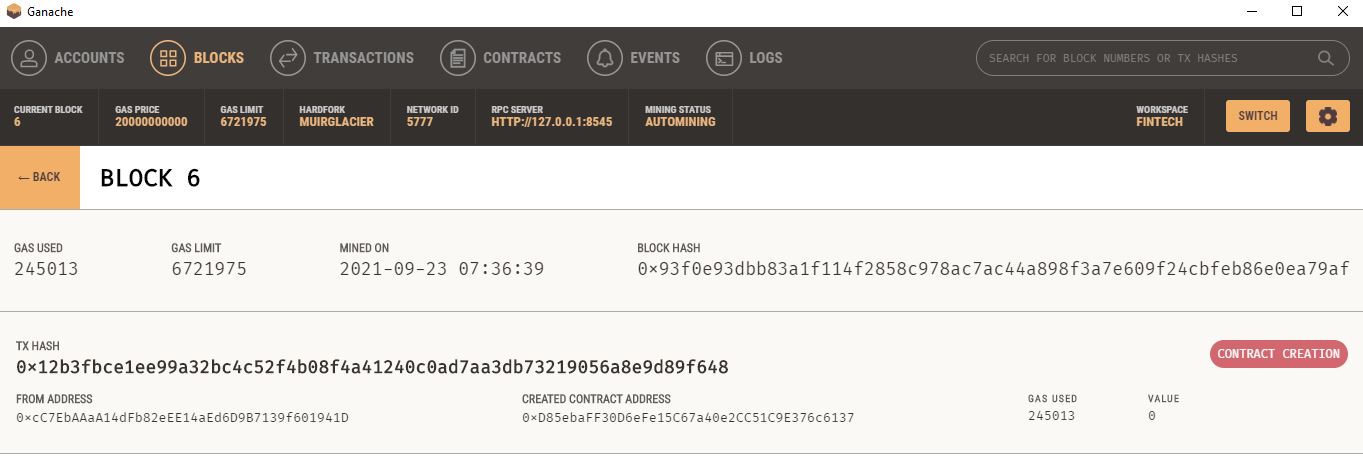 Ganache
ACCOUNTS BLOCKS TRANSACTIONS CONTRACTS EVENTS LOGS SEARCH FOR BLOCK NUMBERS OR TX HASHES
CURRENT BLOCK GAS PRICE GAS LIMIT HARDFORK NETWORK ID RPC SERVER MINING STATUS WORKSPACE
6 20000000000 6721975 MUIRGLACIER 5777 HTTP://127.0.0.1:8545 AUTOMINING FINTECH SWITCH
← BACK BLOCK 6
GAS USED GAS LIMIT MINED ON BLOCK HASH
245013 6721975 2021-09-23 07:36:39 0×93f0e93dbb83a1f114f2858c978ac7ac44a898f3a7e609f24cbfeb86e0ea79af
TX HASH
0×12b3fbce1ee99a32bc4c52f4b08f4a41240c0ad7aa3db73219056a8e9d89f648 CONTRACT CREATION
FROM ADDRESS CREATED CONTRACT ADDRESS GAS USED VALUE
0×cC7EbAAaA14dFb82eEE14aEd6D9B7139f601941D 0×D85ebaFF30D6eFe15C67a40e2CC51C9E376c6137 245013 0